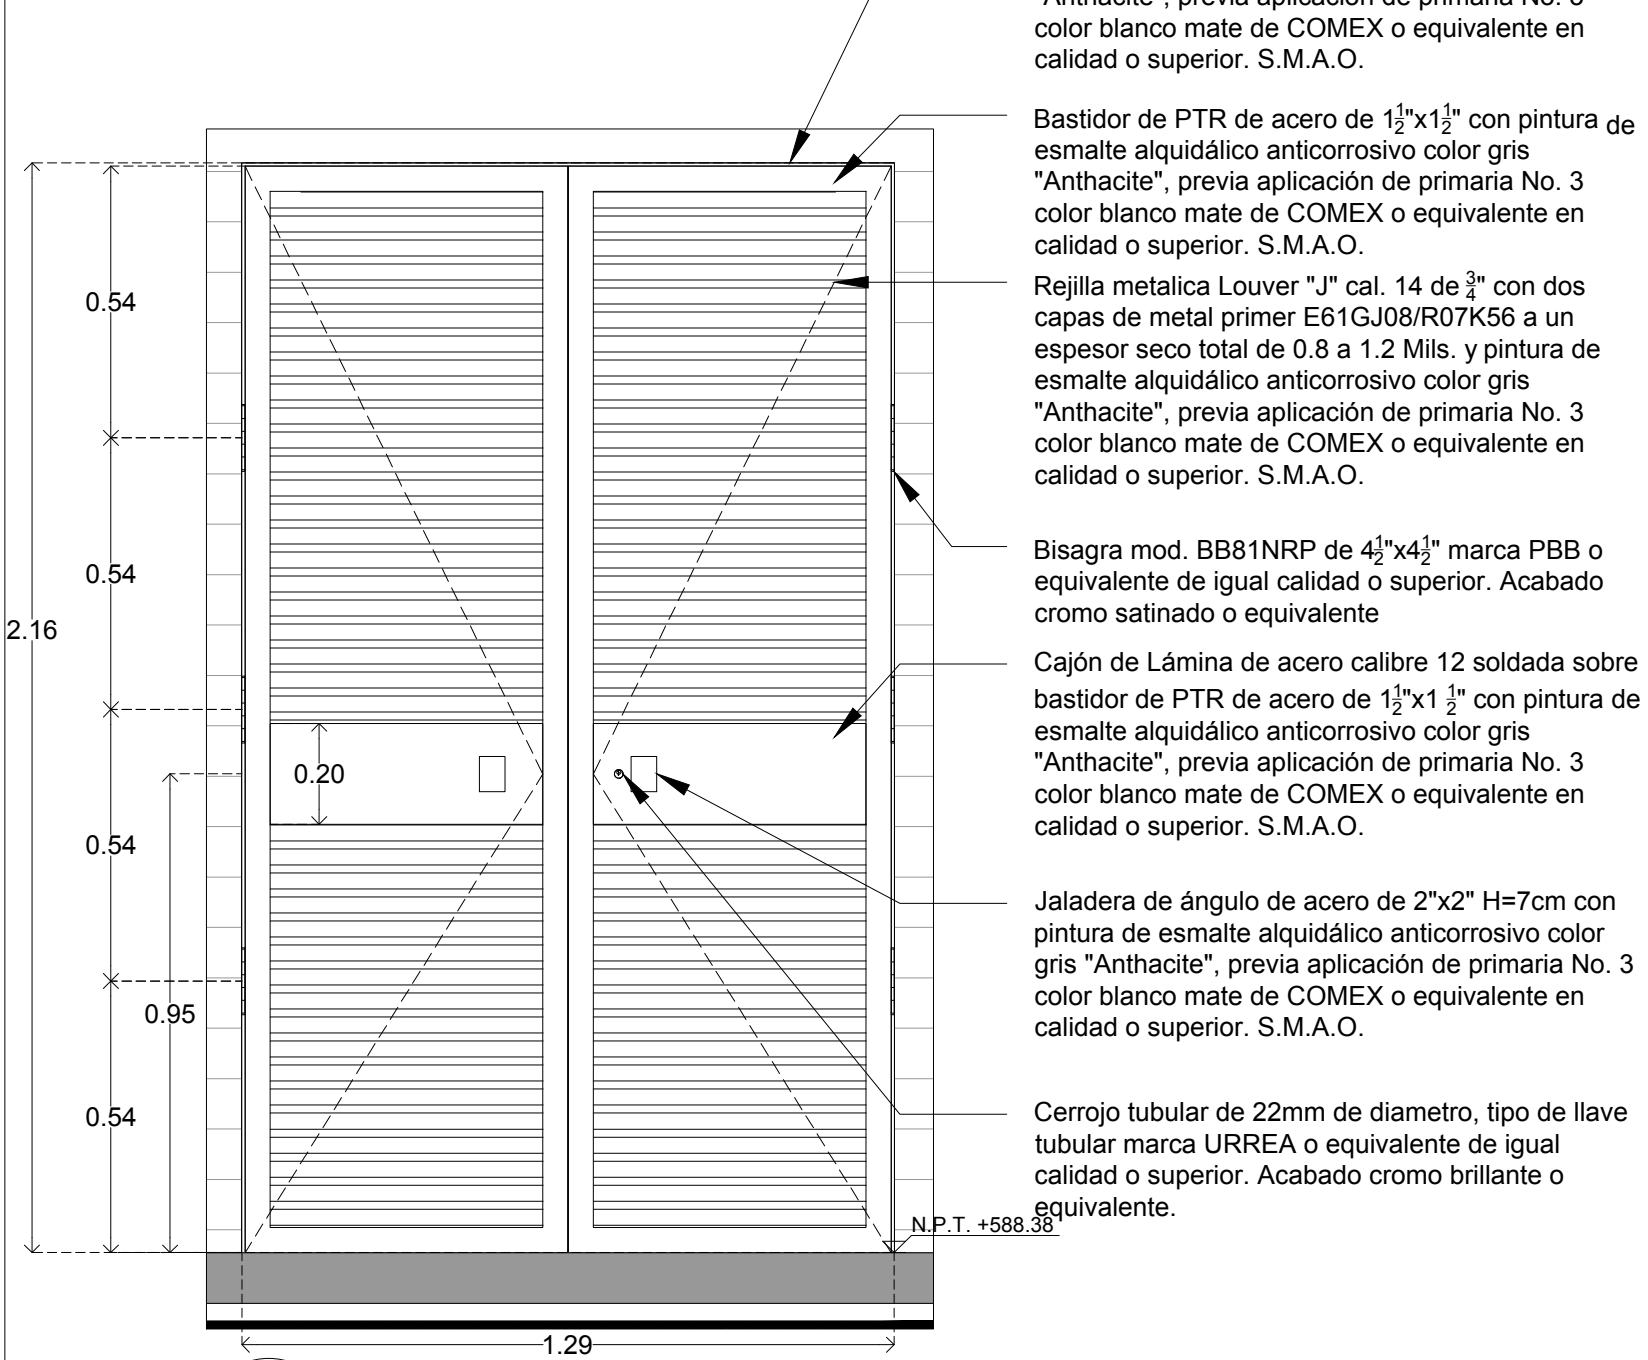 "Anthacite", previa aplicación de primaria No. 3
color blanco mate de COMEX o equivalente en
calidad o superior. S.M.A.O.
Bastidor de PTR de acero de 1½"x1½" con pintura de
esmalte alquidálico anticorrosivo color gris
"Anthacite", previa aplicación de primaria No. 3
color blanco mate de COMEX o equivalente en
calidad o superior. S.M.A.O.
Rejilla metalica Louver "J" cal. 14 de ¾" con dos
capas de metal primer E61GJ08/R07K56 a un
espesor seco total de 0.8 a 1.2 Mils. y pintura de
esmalte alquidálico anticorrosivo color gris
"Anthacite", previa aplicación de primaria No. 3
color blanco mate de COMEX o equivalente en
calidad o superior. S.M.A.O.
Bisagra mod. BB81NRP de 4½"x4½" marca PBB o
equivalente de igual calidad o superior. Acabado
cromo satinado o equivalente
Cajón de Lámina de acero calibre 12 soldada sobre
bastidor de PTR de acero de 1½"x1 ½" con pintura de
esmalte alquidálico anticorrosivo color gris
"Anthacite", previa aplicación de primaria No. 3
color blanco mate de COMEX o equivalente en
calidad o superior. S.M.A.O.
Jaladera de ángulo de acero de 2"x2" H=7cm con
pintura de esmalte alquidálico anticorrosivo color
gris "Anthacite", previa aplicación de primaria No. 3
color blanco mate de COMEX o equivalente en
calidad o superior. S.M.A.O.
Cerrojo tubular de 22mm de diametro, tipo de llave
tubular marca URREA o equivalente de igual
calidad o superior. Acabado cromo brillante o
equivalente.
N.P.T. +588.38
2.16
0.54
0.54
0.54
0.54
0.95
0.20
1.29